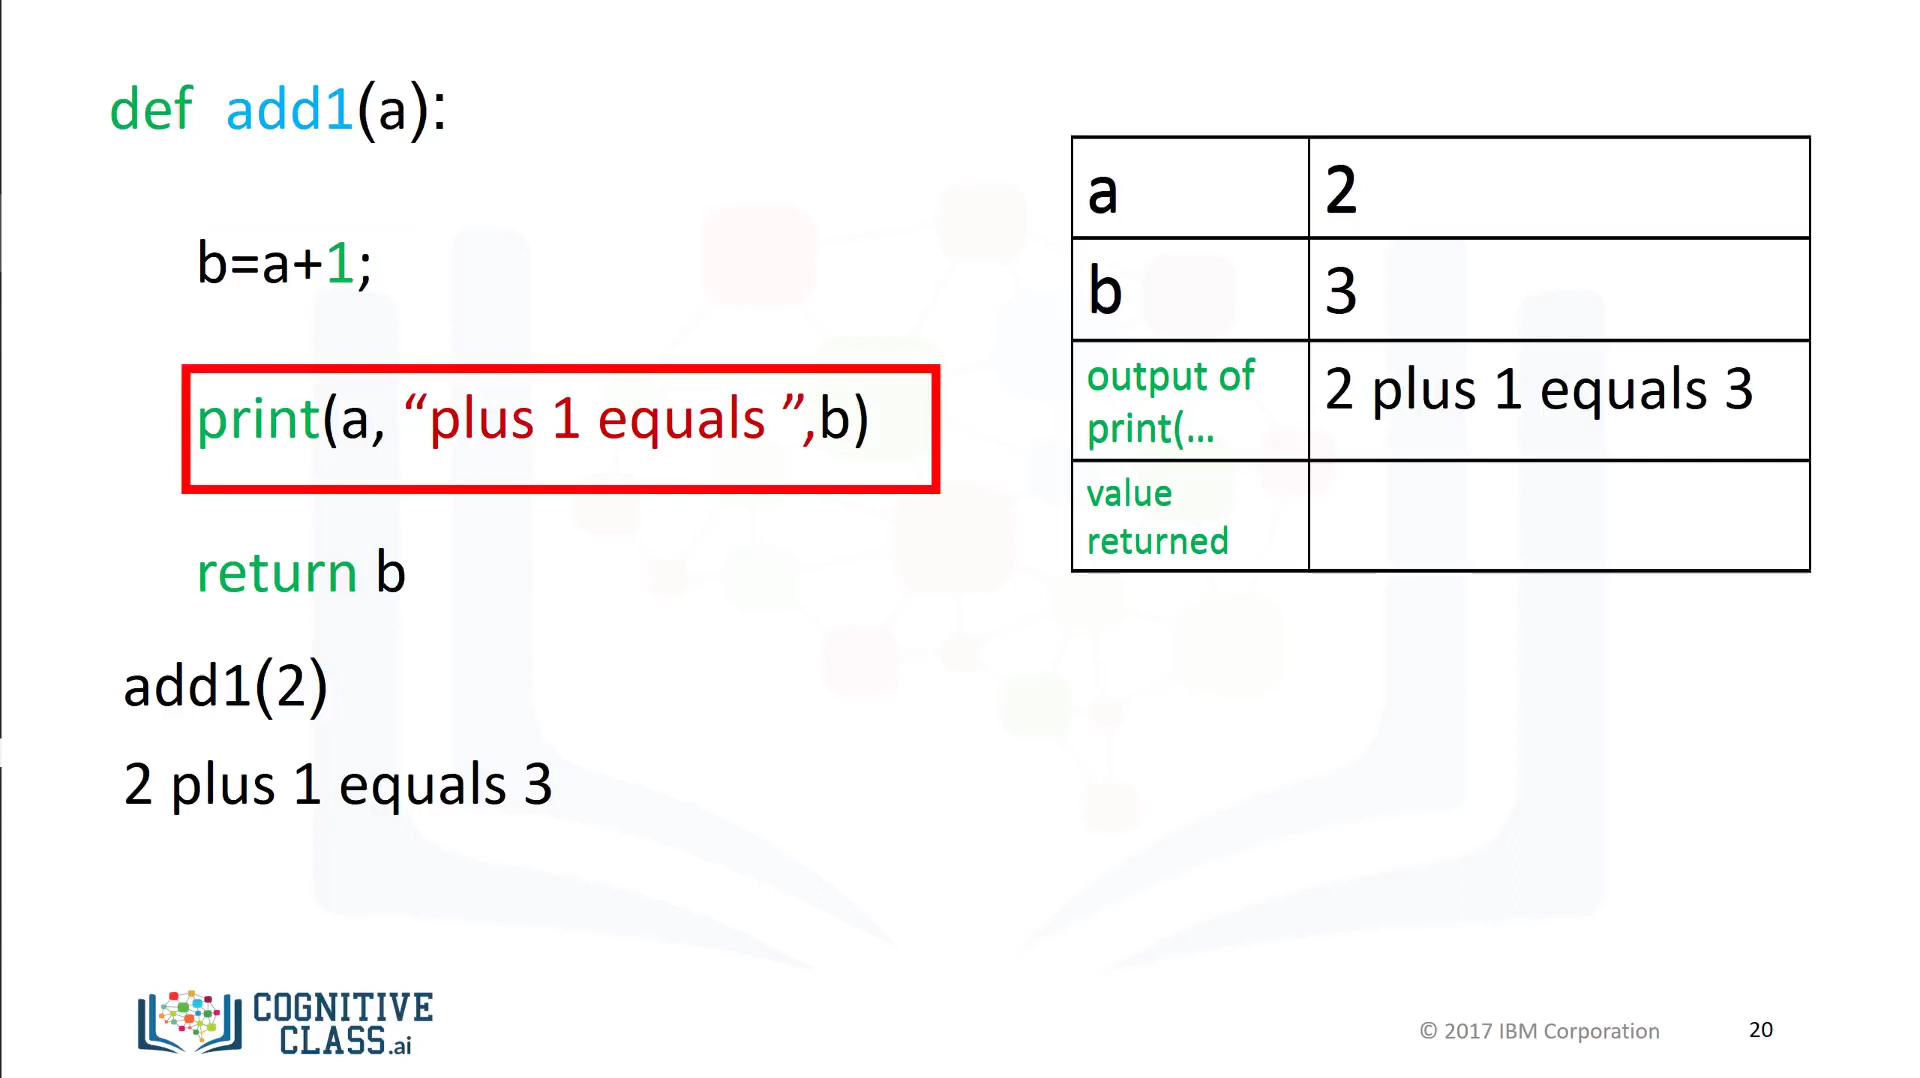 def add1(a):
b=a+1;
print(a, “plus 1 equals ”,b)
return b
add1(2)
2 plus 1 equals 3
a 2
b 3
output of 2 plus 1 equals 3
print(...
value
returned
COGNITIVE
CLASS.ai
© 2017 IBM Corporation 20